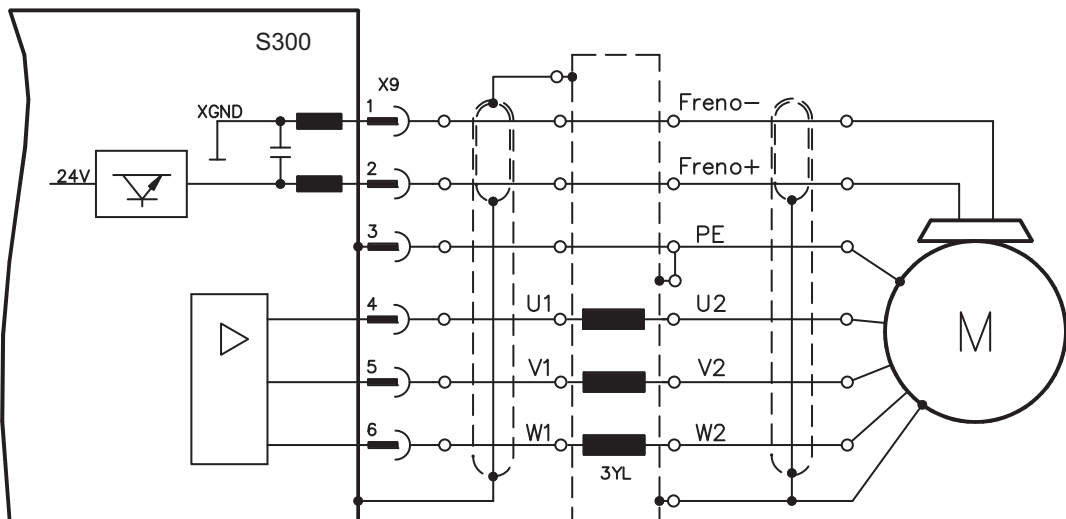 S300
X9
1
XGND
Freno-
24V
2
Freno+
3
PE
4
U1
U2
M
5
V1
V2
6
W1
W2
3YL